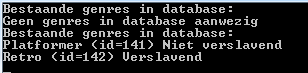 Bestaande genres in database:
Geen genres in database aanwezig
Bestaande genres in database:
Platformer (id=141) Niet verslavend
Retro (id=142) Verslavend